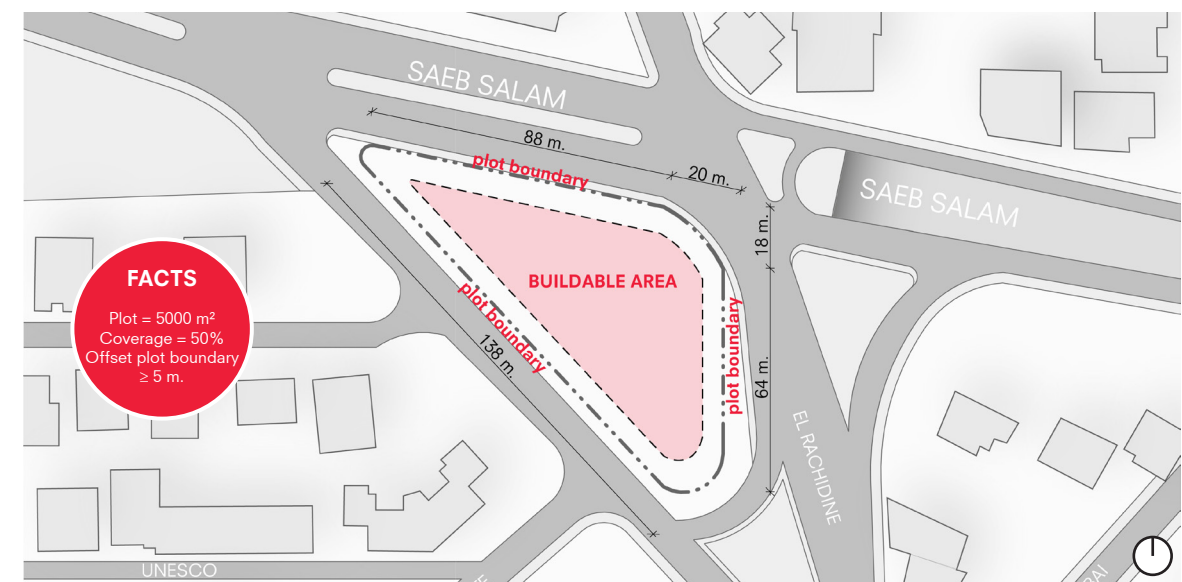 SAEB SALAM
88 m.
plot boundary
20 m.
SAEB SALAM
18 m.
FACTS
Plot = 5000 m²
Coverage = 50%
Offset plot boundary
≥ 5 m.
BUILDABLE AREA
plot boundary
plot boundary
138 m.
64 m.
EL RACHIDINE
UNESCO